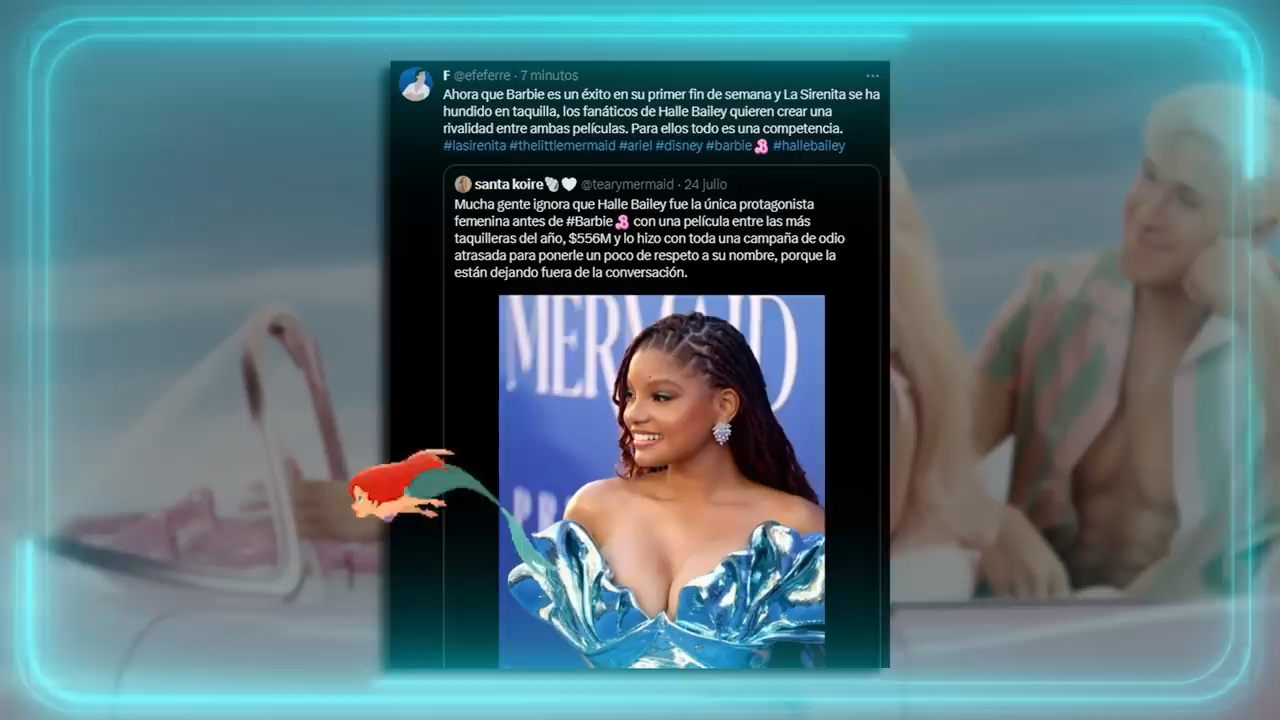 F @efeferre · 7 minutos
Ahora que Barbie es un éxito en su primer fin de semana y La Sirenita se ha
hundido en taquilla, los fanáticos de Halle Bailey quieren crear una
rivalidad entre ambas películas. Para ellos todo es una competencia.
#lasirenita #thelittlemermaid #ariel #disney #barbie #hallebailey
santa koire @tearymermaid · 24 julio
Mucha gente ignora que Halle Bailey fue la única protagonista
femenina antes de #Barbie con una película entre las más
taquilleras del año, $556M y lo hizo con toda una campaña de odio
atrasada para ponerle un poco de respeto a su nombre, porque la
están dejando fuera de la conversación.
MERMAID